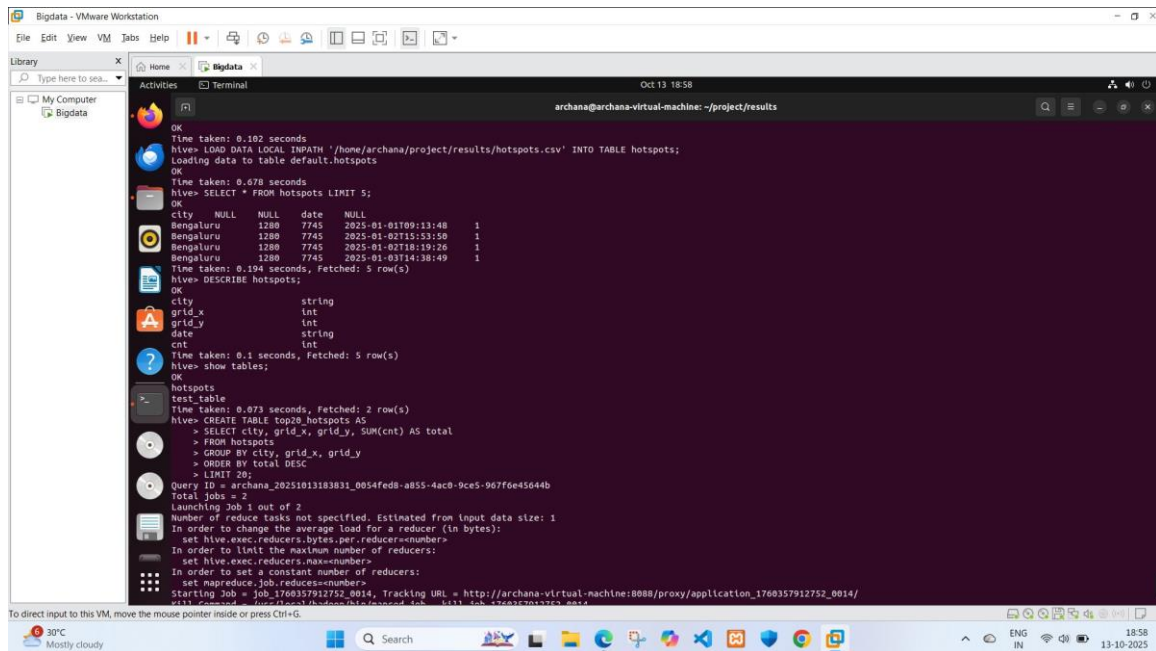 Bigdata - VMware Workstation
File Edit View VM Tabs Help
Library X
Type here to sea...
My Computer
Bigdata
Home
Bigdata
Activities Terminal Oct 13 18:58
archana@archana-virtual-machine: ~/project/results
OK
Time taken: 0.102 seconds
hive> LOAD DATA LOCAL INPATH '/home/archana/project/results/hotspots.csv' INTO TABLE hotspots;
Loading data to table default.hotspots
OK
Time taken: 0.678 seconds
hive> SELECT * FROM hotspots LIMIT 5;
OK
city NULL NULL date NULL
Bengaluru 1280 7745 2025-01-01T09:13:48 1
Bengaluru 1280 7745 2025-01-02T15:53:50 1
Bengaluru 1280 7745 2025-01-02T18:19:26 1
Bengaluru 1280 7745 2025-01-03T14:38:49 1
Time taken: 0.194 seconds, Fetched: 5 row(s)
hive> DESCRIBE hotspots;
OK
city string
grid_x int
grid_y int
date string
cnt int
Time taken: 0.1 seconds, Fetched: 5 row(s)
hive> show tables;
OK
hotspots
test_table
Time taken: 0.073 seconds, Fetched: 2 row(s)
hive> CREATE TABLE top20_hotspots AS
> SELECT city, grid_x, grid_y, SUM(cnt) AS total
> FROM hotspots
> GROUP BY city, grid_x, grid_y
> ORDER BY total DESC
> LIMIT 20;
Query ID = archana_20251013183831_0054fed8-a855-4ac0-9ce5-967f6e45644b
Total jobs = 2
Launching Job 1 out of 2
Number of reduce tasks not specified. Estimated from input data size: 1
In order to change the average load for a reducer (in bytes):
set hive.exec.reducers.bytes.per.reducer=<number>
In order to limit the maximum number of reducers:
set hive.exec.reducers.max=<number>
In order to set a constant number of reducers:
set mapreduce.job.reduces=<number>
Starting Job = job_1760357912752_0014, Tracking URL = http://archana-virtual-machine:8088/proxy/application_1760357912752_0014/
Kill Command = /usr/local/hadoop/bin/mapred job -kill job_1760357912752_0014
To direct input to this VM, move the mouse pointer inside or press Ctrl+G.
6 30°C
Mostly cloudy
Search
ENG
IN
18:58
13-10-2025